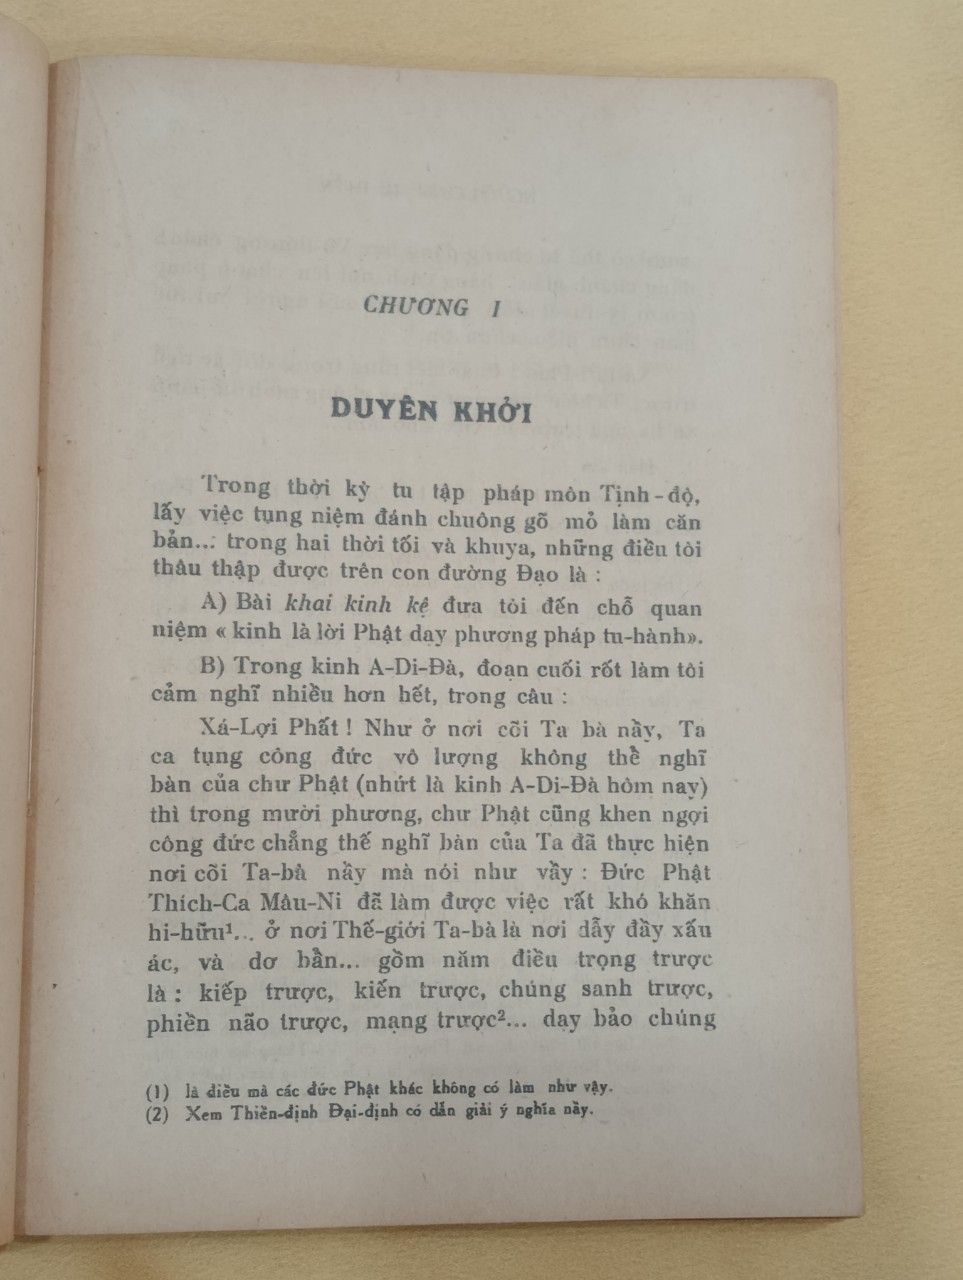 CHƯƠNG I
DUYÊN KHỞI
Trong thời kỳ tu tập pháp môn Tịnh-độ,
lấy việc tụng niệm đánh chuông gõ mỏ làm căn
bản... trong hai thời tối và khuya, những điều tôi
thâu thập được trên con đường Đạo là :
A) Bài khai kinh kệ đưa tôi đến chỗ quan
niệm « kinh là lời Phật dạy phương pháp tu-hành».
B) Trong kinh A-Di-Đà, đoạn cuối rốt làm tôi
cảm nghĩ nhiều hơn hết, trong câu :
Xá-Lợi Phất ! Như ở nơi cõi Ta bà nầy, Ta
ca tụng công đức vô lượng không thể nghĩ
bàn của chư Phật (nhứt là kinh A-Di-Đà hôm nay)
thì trong mười phương, chư Phật cũng khen ngợi
công đức chẳng thể nghĩ bàn của Ta đã thực hiện
nơi cõi Ta-bà nầy mà nói như vầy : Đức Phật
Thích-Ca Mâu-Ni đã làm được việc rất khó khăn
hi-hữu¹... ở nơi Thế-giới Ta-bà là nơi dẫy đầy xấu
ác, và dơ bẩn... gồm năm điều trọng trược
là : kiếp trược, kiến trược, chúng sanh trược,
phiền não trược, mạng trược²... dạy bảo chúng
(1) là điều mà các đức Phật khác không có làm như vậy.
(2) Xem Thiền-định Đại-định có dẫn giải ý nghĩa nầy.